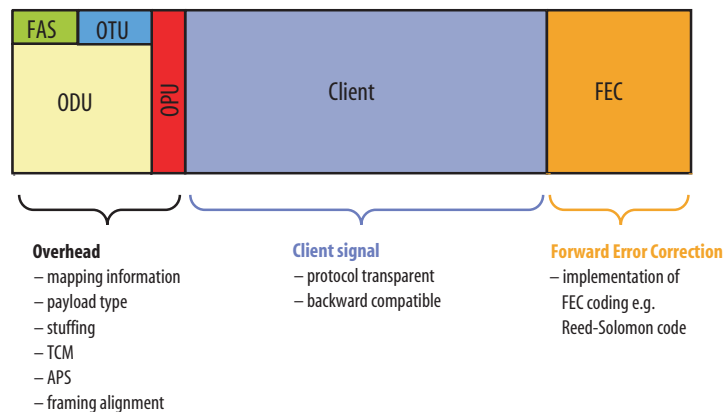 FAS
OTU
ODU
OPU
Client
FEC
Overhead
– mapping information
– payload type
– stuffing
– TCM
– APS
– framing alignment
Client signal
– protocol transparent
– backward compatible
Forward Error Correction
– implementation of
FEC coding e.g.
Reed-Solomon code